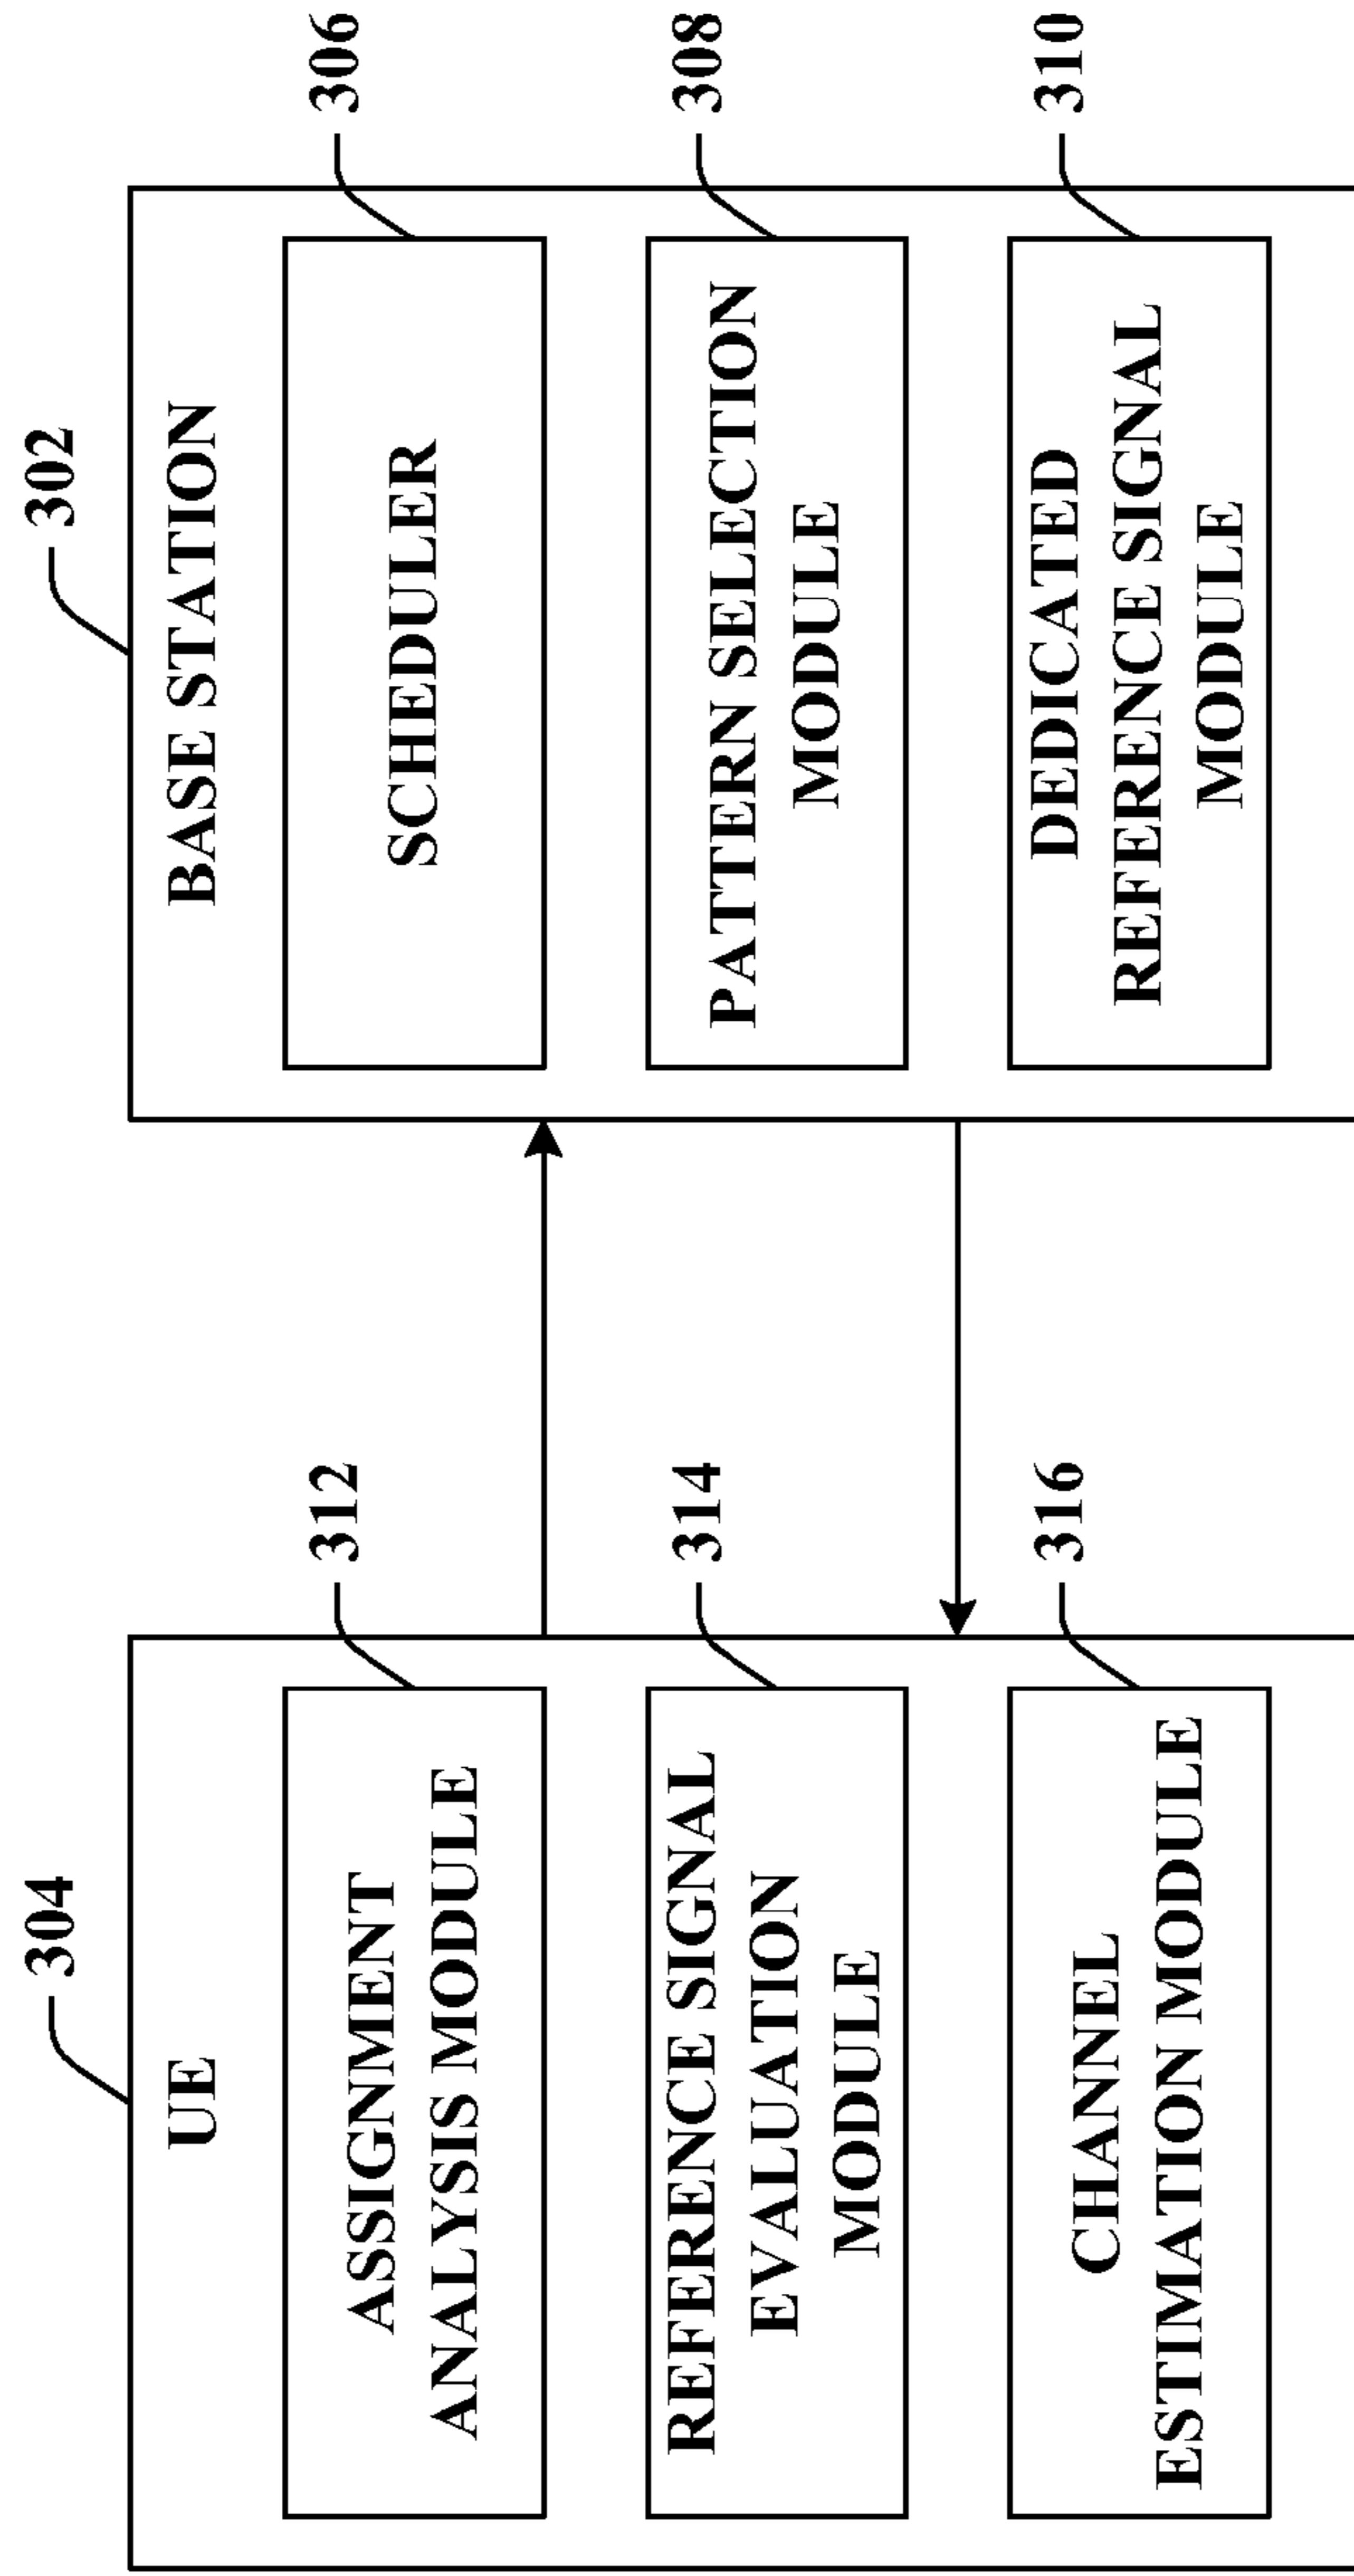 304
UE
312
ASSIGNMENT
ANALYSIS MODULE
314
REFERENCE SIGNAL
EVALUATION
MODULE
316
CHANNEL
ESTIMATION MODULE
302
BASE STATION
306
SCHEDULER
308
PATTERN SELECTION
MODULE
310
DEDICATED
REFERENCE SIGNAL
MODULE